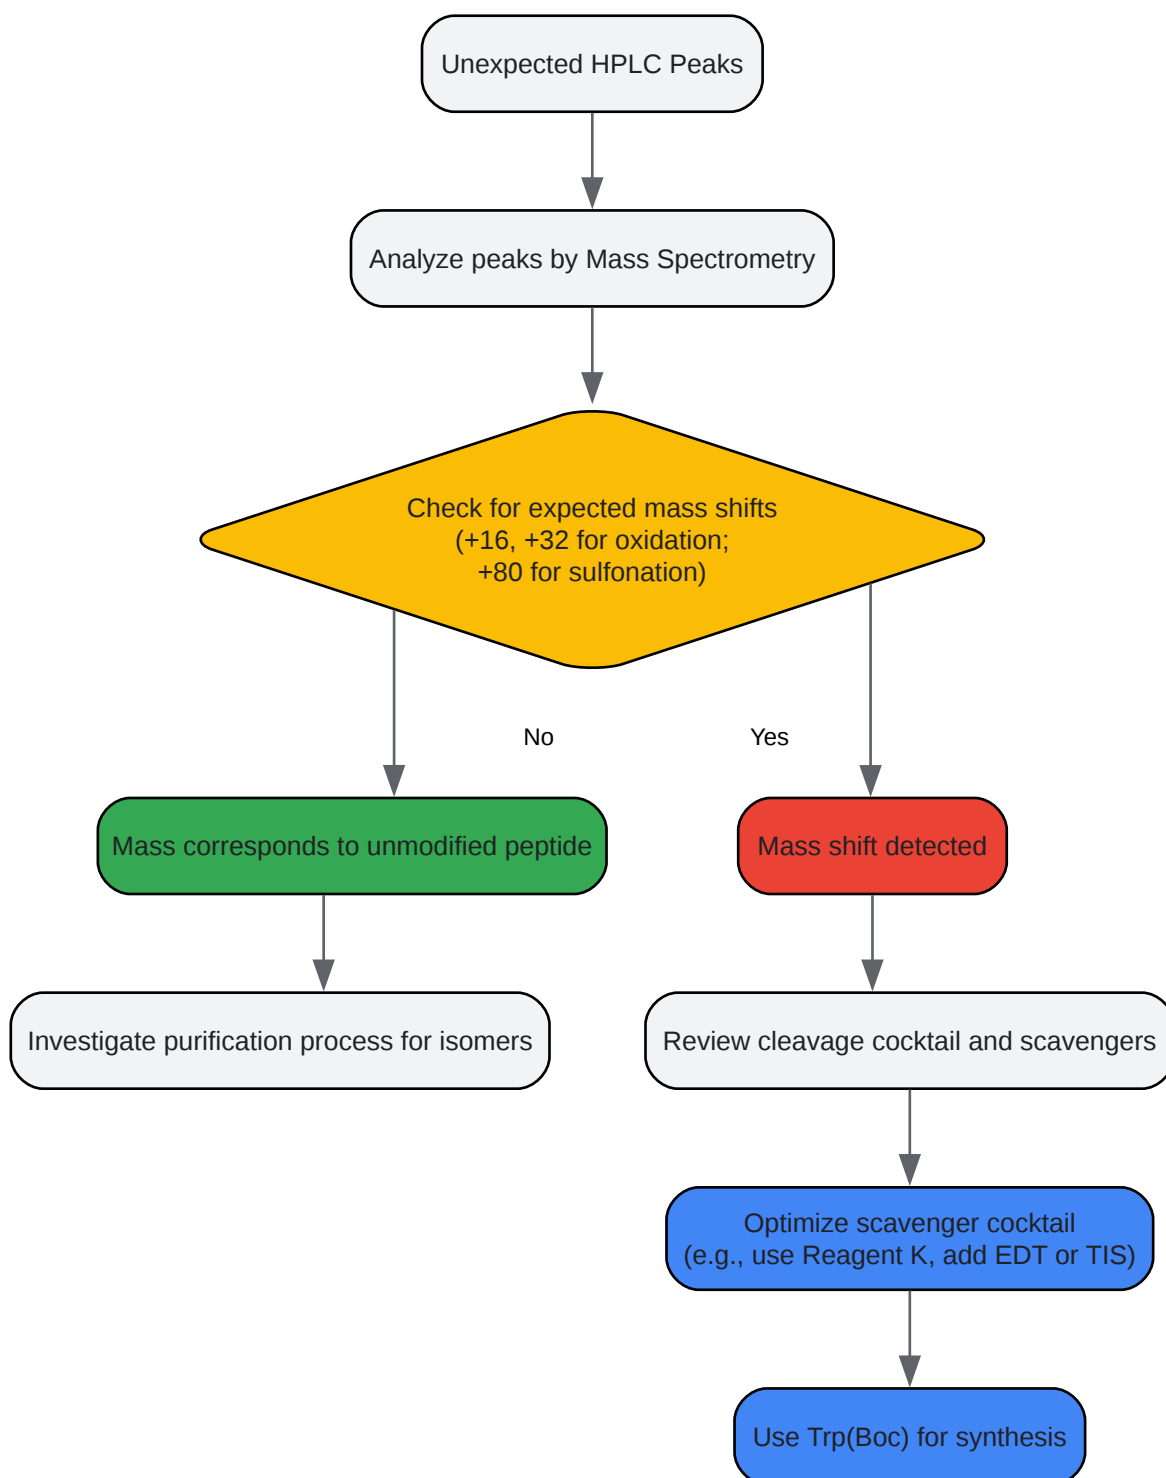 Unexpected HPLC Peaks
Analyze peaks by Mass Spectrometry
Check for expected mass shifts
(+16, +32 for oxidation;
+80 for sulfonation)
No
Yes
Mass corresponds to unmodified peptide
Mass shift detected
Investigate purification process for isomers
Review cleavage cocktail and scavengers
Optimize scavenger cocktail
(e.g., use Reagent K, add EDT or TIS)
Use Trp(Boc) for synthesis